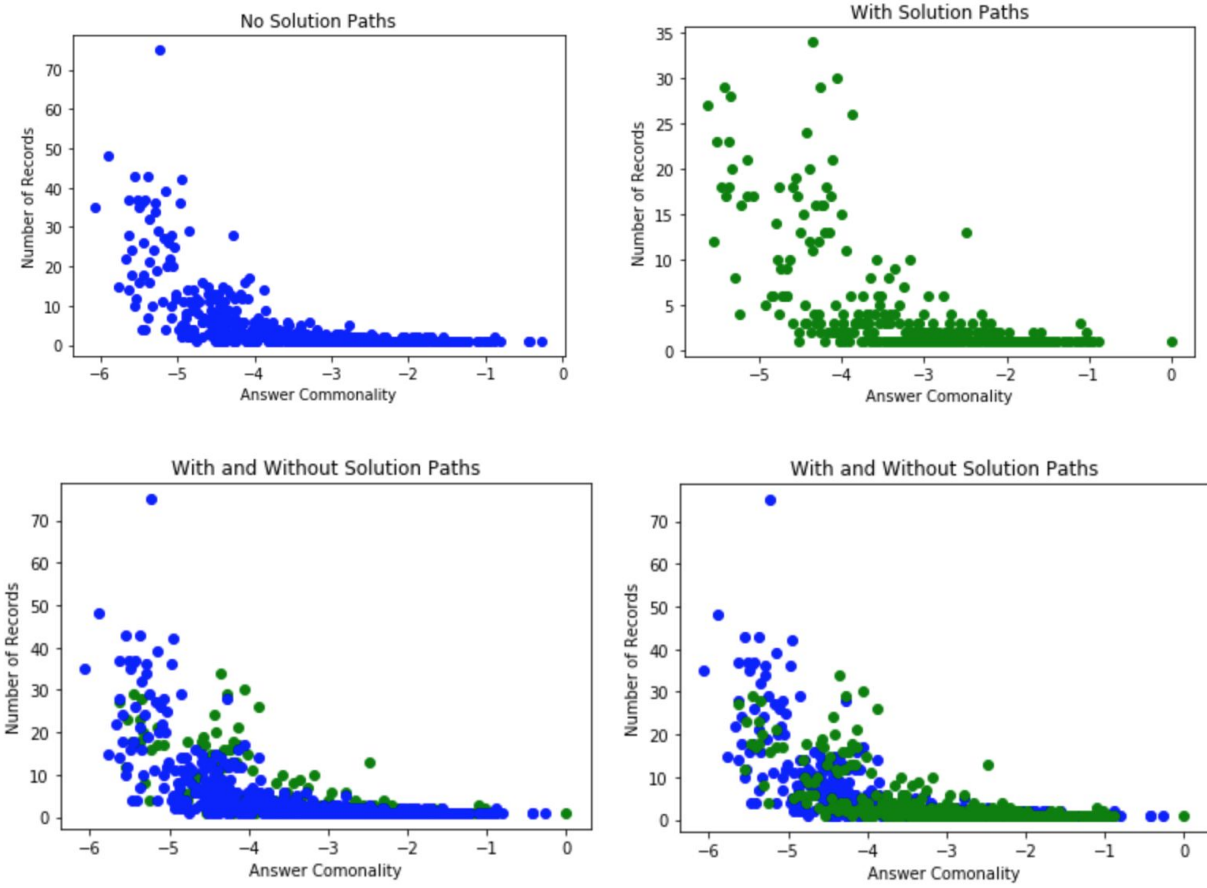 No Solution Paths
Number of Records
70
60
50
40
30
20
10
0
−6 −5 −4 −3 −2 −1 0
Answer Commonality
With Solution Paths
Number of Records
35
30
25
20
15
10
5
0
−5 −4 −3 −2 −1 0
Answer Comonality
With and Without Solution Paths
Number of Records
70
60
50
40
30
20
10
0
−6 −5 −4 −3 −2 −1 0
Answer Comonality
With and Without Solution Paths
Number of Records
70
60
50
40
30
20
10
0
−6 −5 −4 −3 −2 −1 0
Answer Comonality